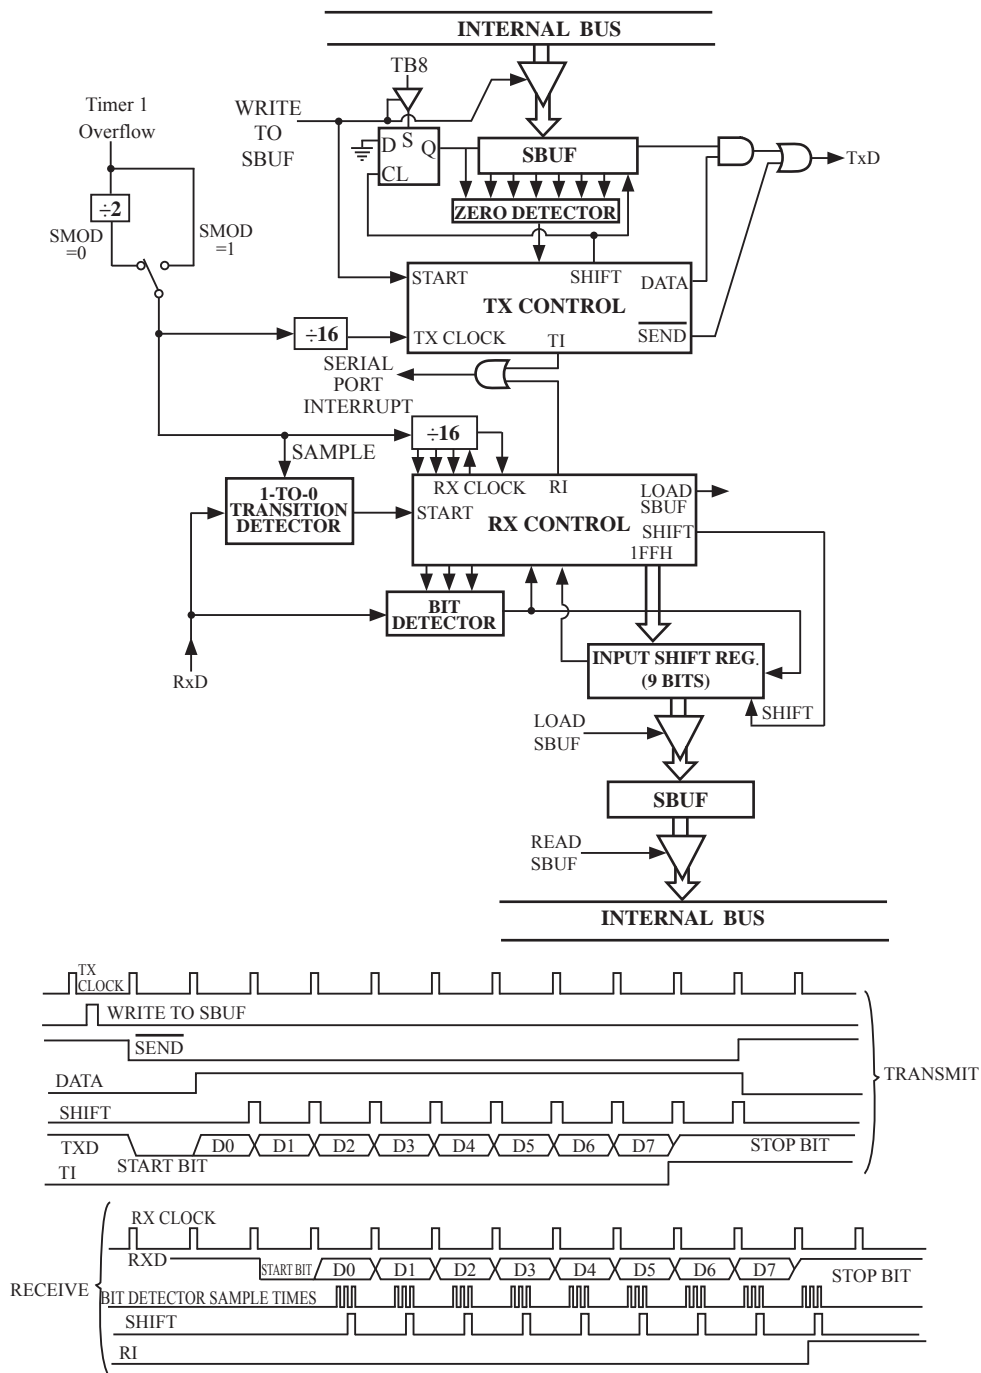 INTERNAL BUS
TB8
Timer 1
Overflow
WRITE
TO
SBUF
D S Q
CL
SBUF
TxD
÷2
ZERO DETECTOR
SMOD
=0
SMOD
=1
START
SHIFT
DATA
TX CONTROL
÷16
TX CLOCK
TI
SEND
SERIAL
PORT
INTERRUPT
÷16
SAMPLE
RX CLOCK
RI
LOAD
SBUF
1-TO-0
TRANSITION
DETECTOR
START
RX CONTROL
SHIFT
1FFH
BIT
DETECTOR
RxD
INPUT SHIFT REG.
(9 BITS)
SHIFT
LOAD
SBUF
SBUF
READ
SBUF
INTERNAL BUS
TX
CLOCK
WRITE TO SBUF
SEND
DATA
TRANSMIT
SHIFT
TXD
START BIT
D0 D1 D2 D3 D4 D5 D6 D7
STOP BIT
TI
RX CLOCK
RXD
START BIT
D0 D1 D2 D3 D4 D5 D6 D7
STOP BIT
RECEIVE
BIT DETECTOR SAMPLE TIMES
SHIFT
RI